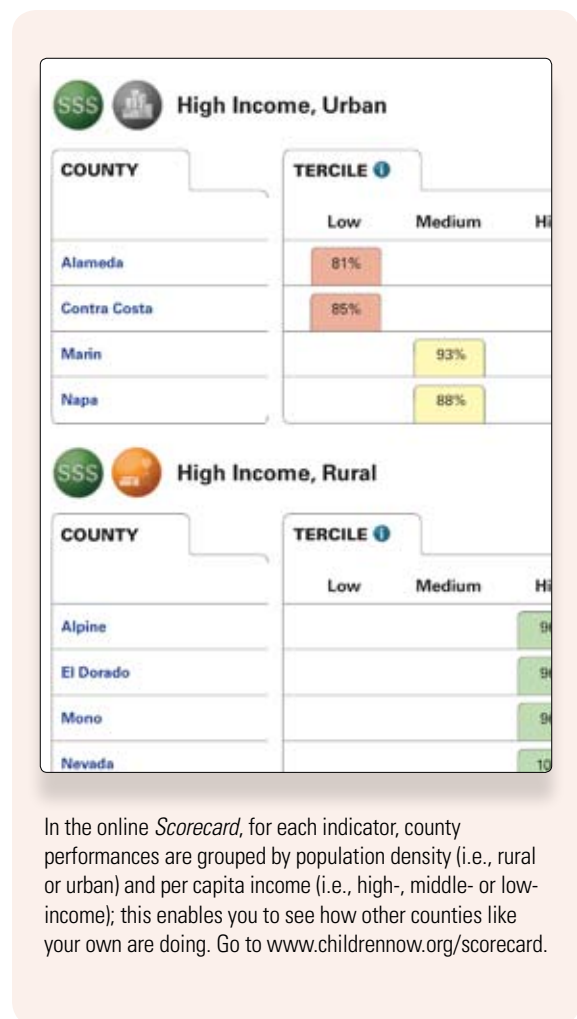 SSS High Income, Urban
COUNTY TERCILE i
Low Medium
Alameda 81%
Contra Costa 85%
Marin 93%
Napa 88%
SSS High Income, Rural
COUNTY TERCILE i
Low Medium
Alpine
El Dorado
Mono
Nevada
In the online Scorecard, for each indicator, county
performances are grouped by population density (i.e., rural
or urban) and per capita income (i.e., high-, middle- or low-
income); this enables you to see how other counties like
your own are doing. Go to www.childrennow.org/scorecard.